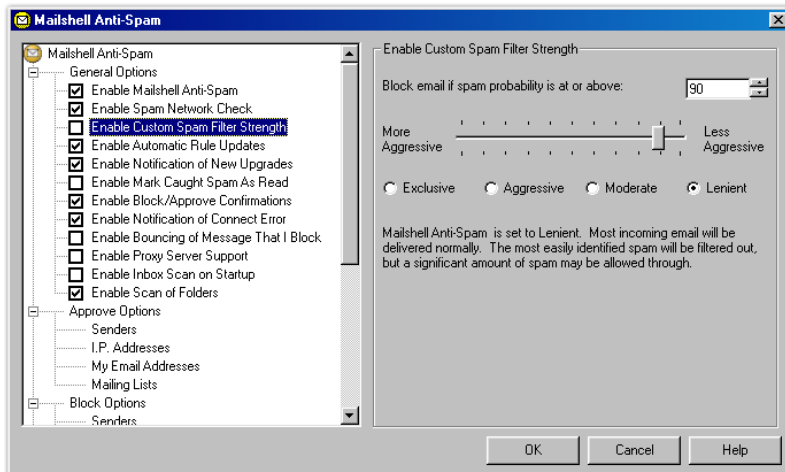 Mailshell Anti-Spam
Mailshell Anti-Spam
General Options
Enable Mailshell Anti-Spam
Enable Spam Network Check
Enable Custom Spam Filter Strength
Enable Automatic Rule Updates
Enable Notification of New Upgrades
Enable Mark Caught Spam As Read
Enable Block/Approve Confirmations
Enable Notification of Connect Error
Enable Bouncing of Message That I Block
Enable Proxy Server Support
Enable Inbox Scan on Startup
Enable Scan of Folders
Approve Options
Senders
I.P. Addresses
My Email Addresses
Mailing Lists
Block Options
Senders
Enable Custom Spam Filter Strength
Block email if spam probability is at or above:
90
More
Aggressive
Less
Aggressive
Exclusive
Aggressive
Moderate
Lenient
Mailshell Anti-Spam is set to Lenient. Most incoming email will be
delivered normally. The most easily identified spam will be filtered out,
but a significant amount of spam may be allowed through.
OK
Cancel
Help